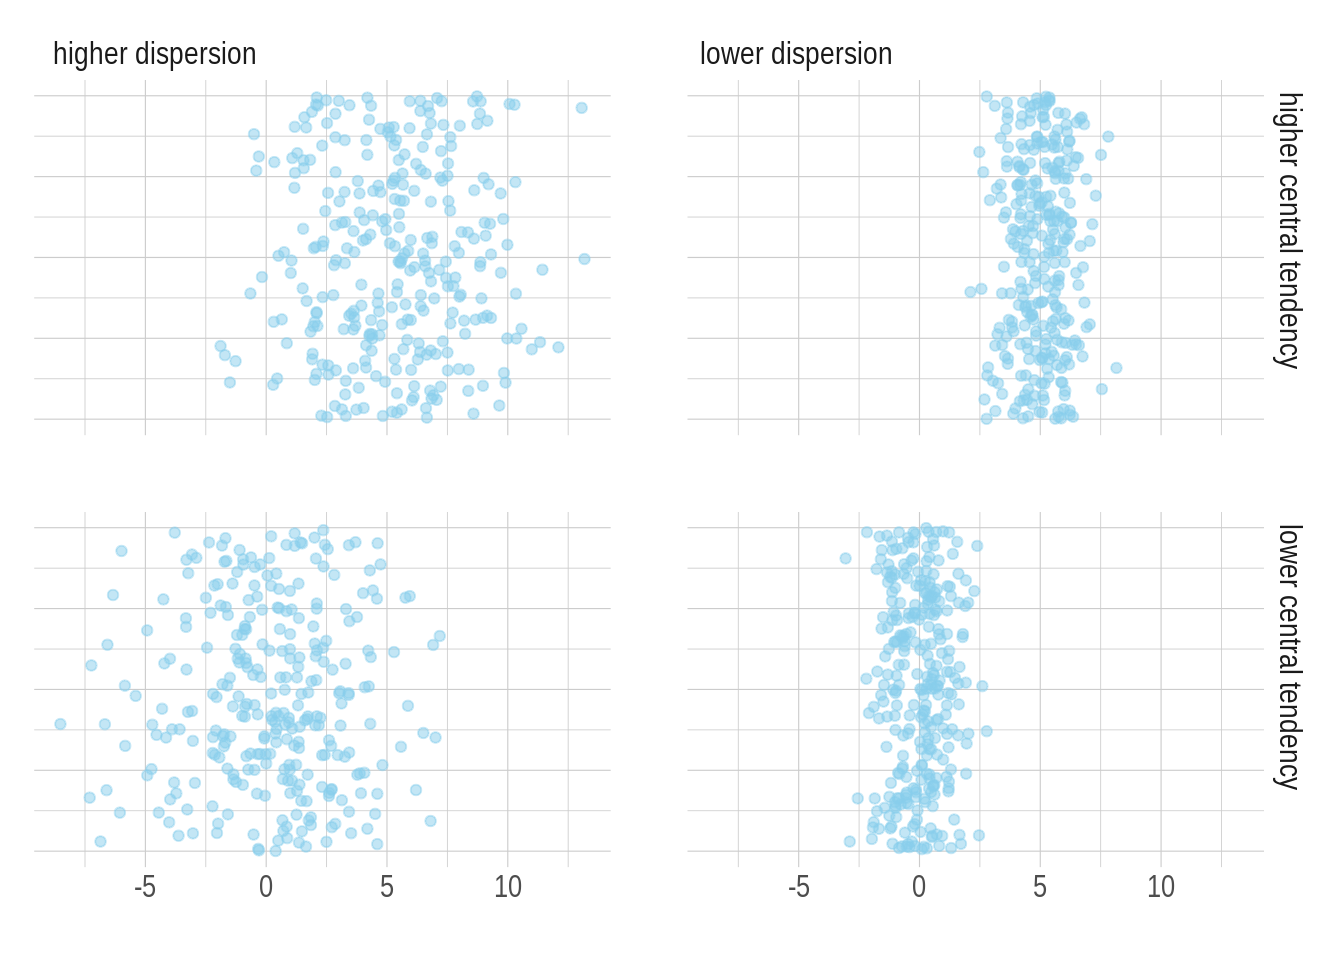 higher dispersion
lower dispersion
higher central tendency
lower central tendency
-5 0 5 10
-5 0 5 10